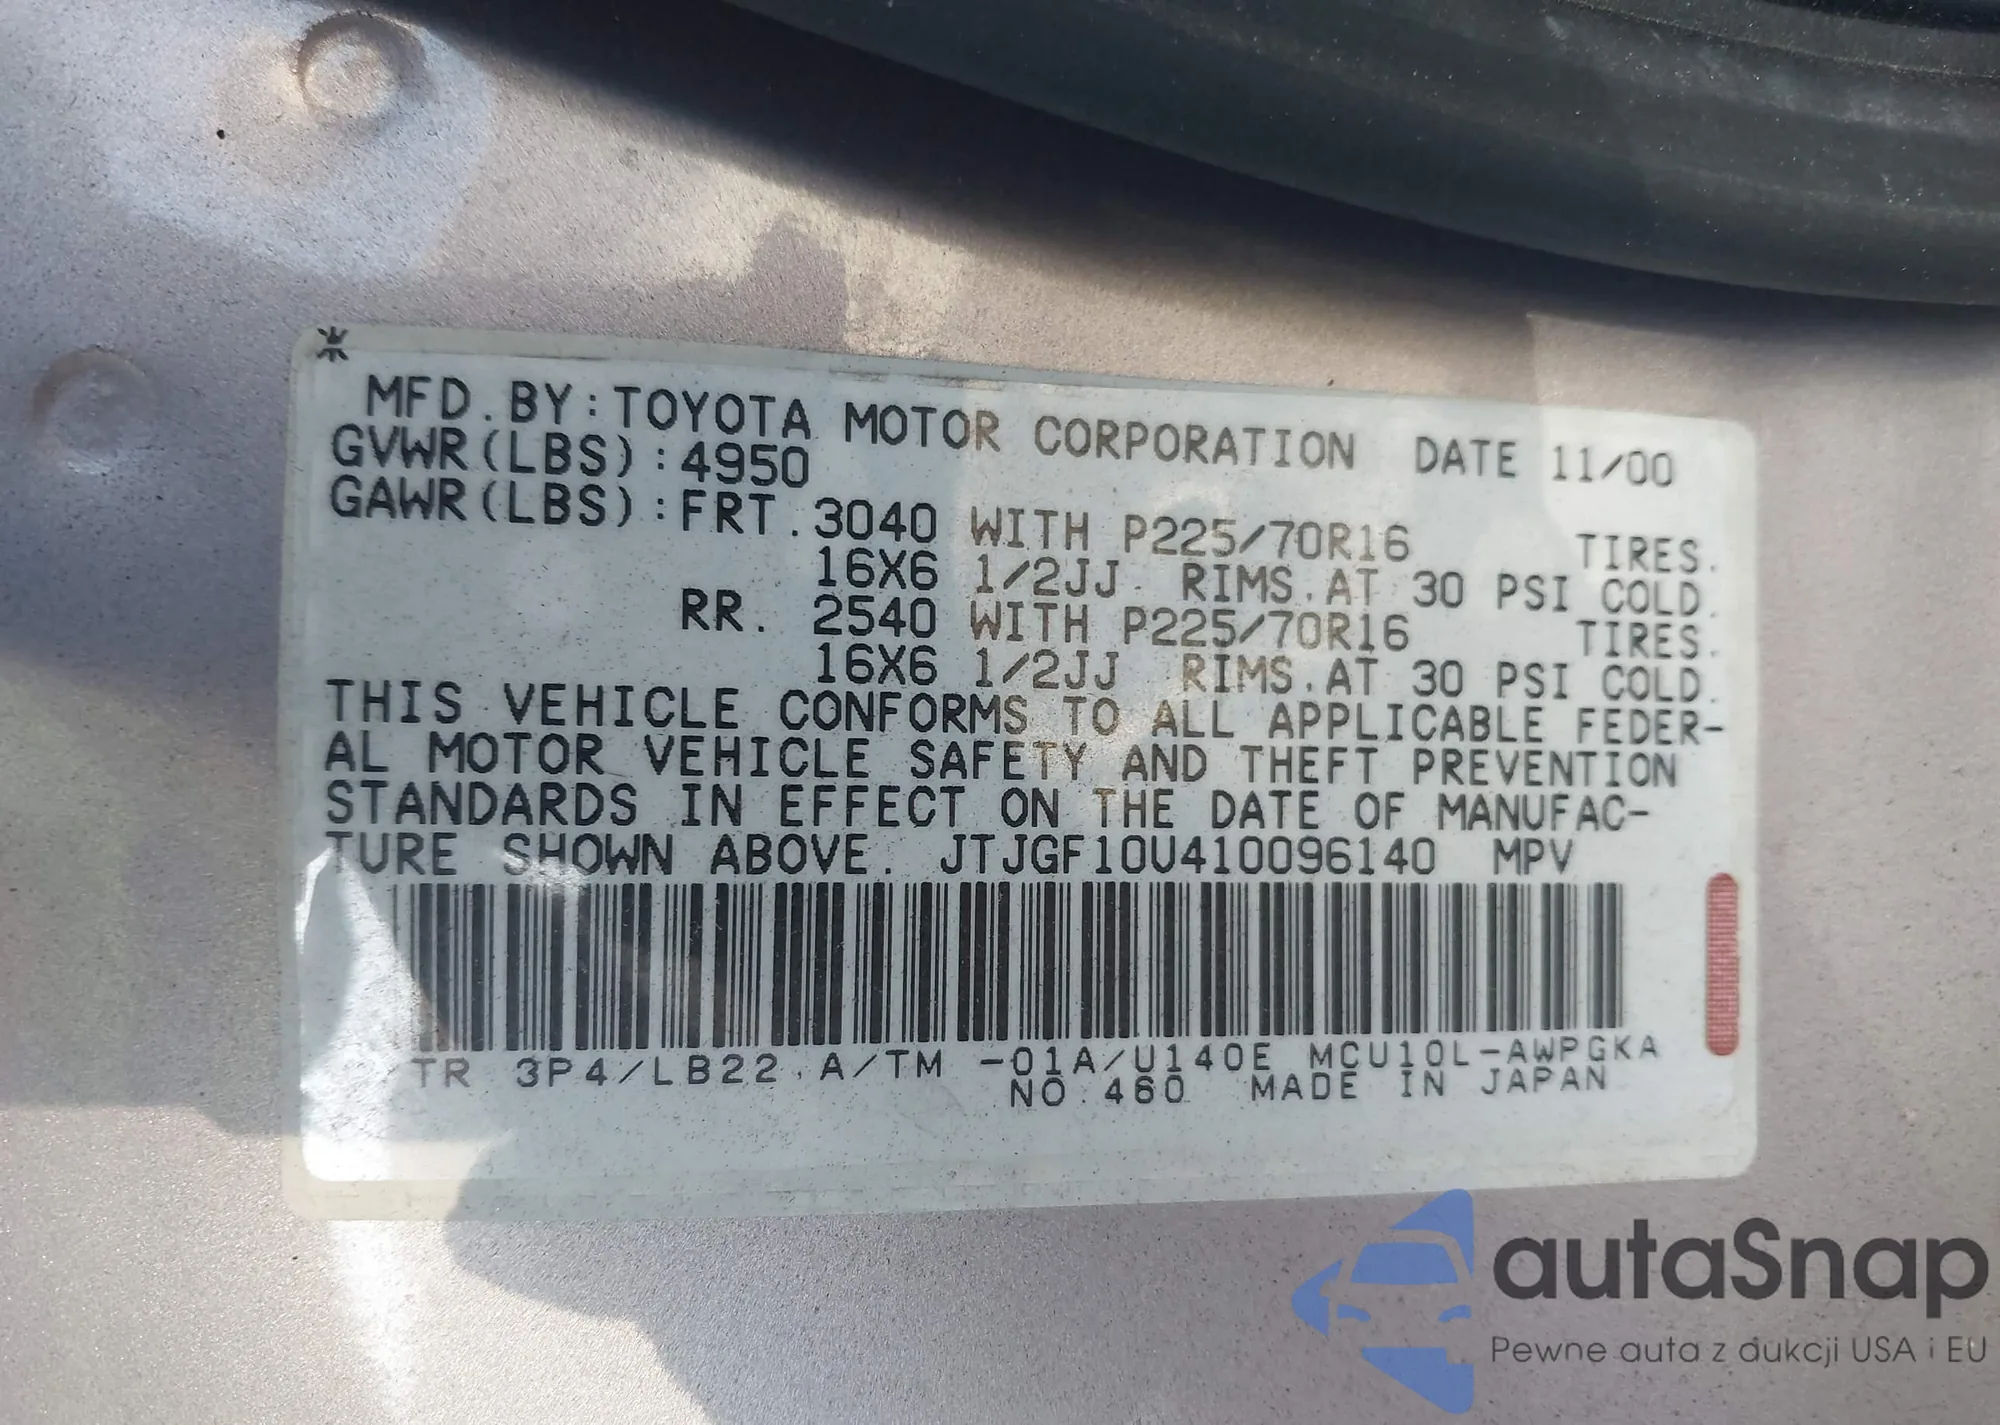 MFD.BY:TOYOTA MOTOR CORPORATION DATE 11/00
GVWR(LBS):4950
GAWR(LBS):FRT.3040 WITH P225/70R16 TIRES.
16X6 1/2JJ RIMS.AT 30 PSI COLD.
RR. 2540 WITH P225/70R16 TIRES.
16X6 1/2JJ RIMS.AT 30 PSI COLD.
THIS VEHICLE CONFORMS TO ALL APPLICABLE FEDER-
AL MOTOR VEHICLE SAFETY AND THEFT PREVENTION
STANDARDS IN EFFECT ON THE DATE OF MANUFAC-
TURE SHOWN ABOVE. JTJGF10U410096140 MPV
TR 3P4/LB22 A/TM -01A/U140E MCU10L-AWPGKA
NO.460 MADE IN JAPAN
autaSnap
Pewne auta z dukcji USA i EU